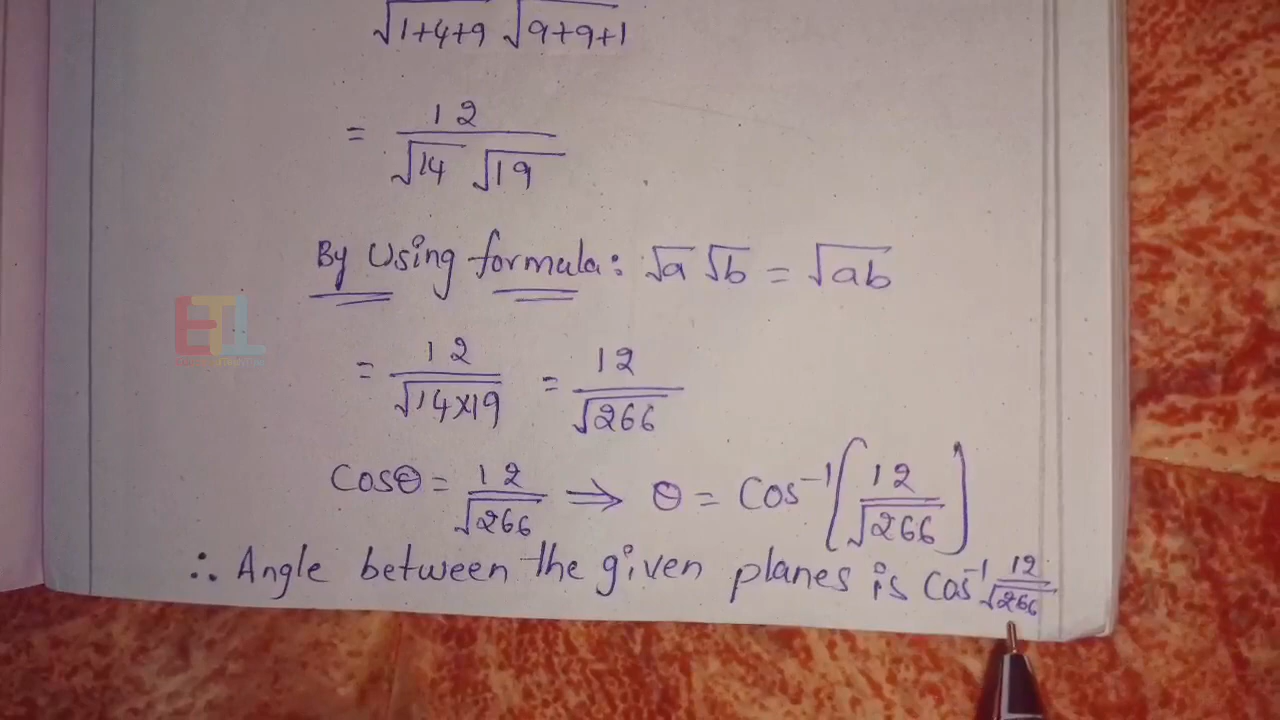 √1+4+9 √9+9+1
= 12/√14 √19
By Using formula: √a √b = √ab
= 12/√14×19 = 12/√266
Cosθ = 12/√266 ⟹ θ = Cos⁻¹(12/√266)
∴ Angle between the given planes is Cos⁻¹ 12/√266
ETL